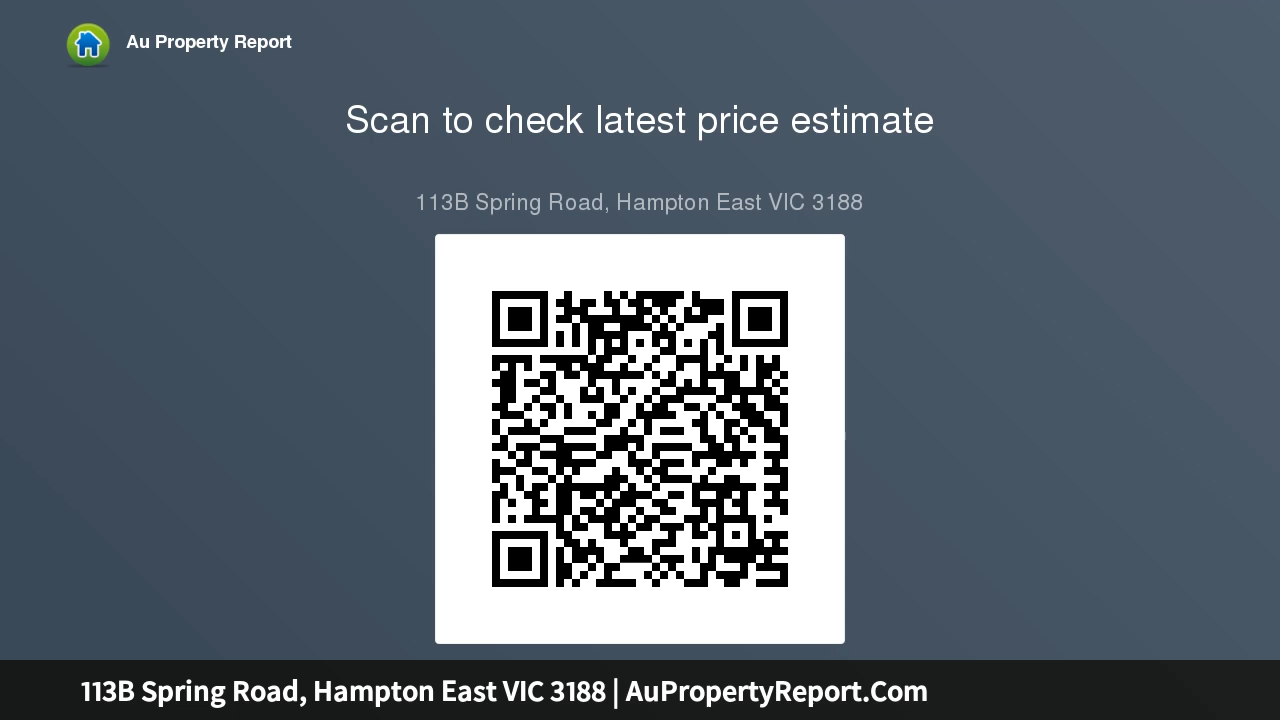 Au Property Report
Scan to check latest price estimate
113B Spring Road, Hampton East VIC 3188
113B Spring Road, Hampton East VIC 3188 | AuPropertyReport.Com